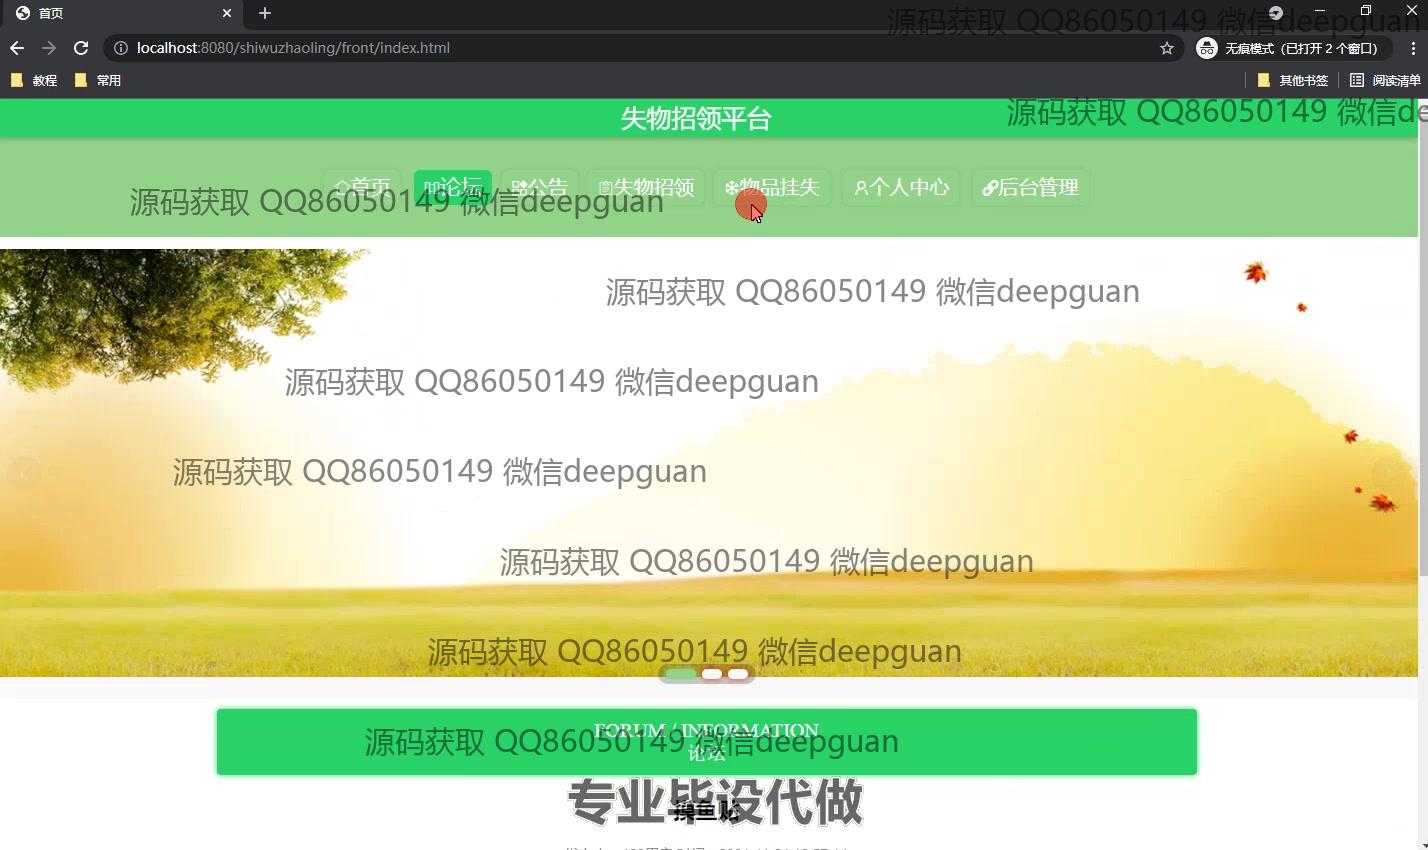 首页
源码获取 QQ86050149 微信deepguan
localhost:8080/shiwuzhaoling/front/index.html
无痕模式 (已打开 2 个窗口)
教程 常用 其他书签 阅读清单
失物招领平台
源码获取 QQ86050149 微信de
首页 论坛 公告 失物招领 物品挂失 个人中心 后台管理
源码获取 QQ86050149 微信deepguan
源码获取 QQ86050149 微信deepguan
源码获取 QQ86050149 微信deepguan
源码获取 QQ86050149 微信deepguan
源码获取 QQ86050149 微信deepguan
源码获取 QQ86050149 微信deepguan
FORUM / INFORMATION
源码获取 QQ86050149 微信deepguan
论坛
专业毕设代做
摸鱼贴